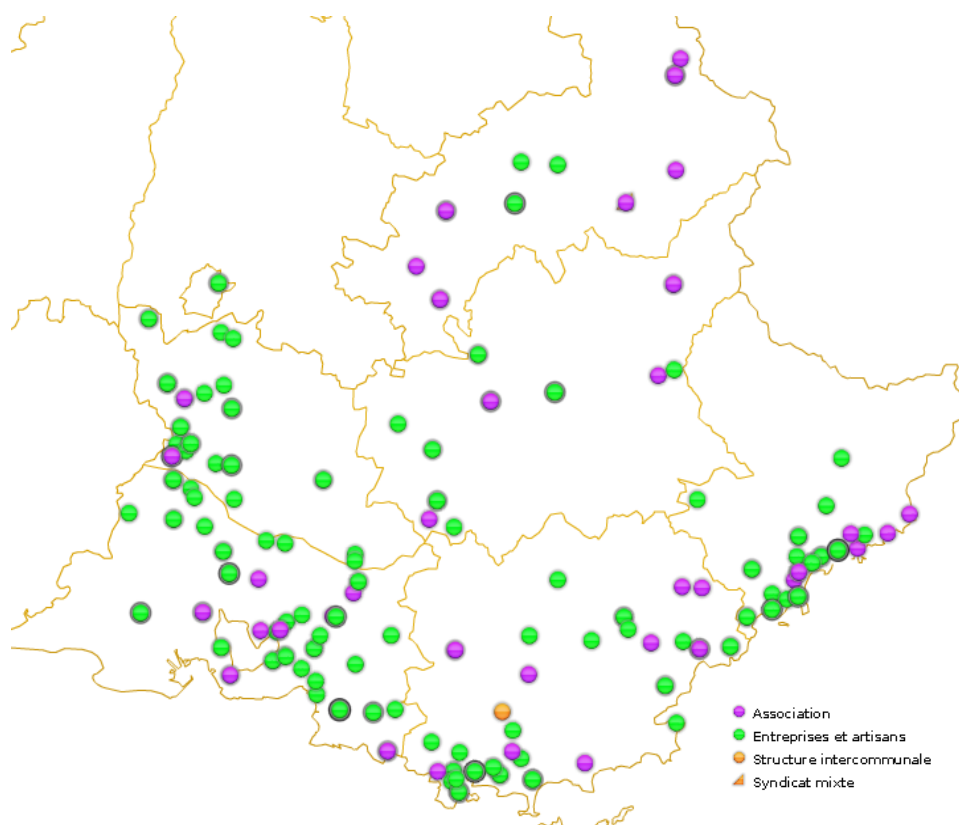 Association
Entreprises et artisans
Structure intercommunale
Syndicat mixte